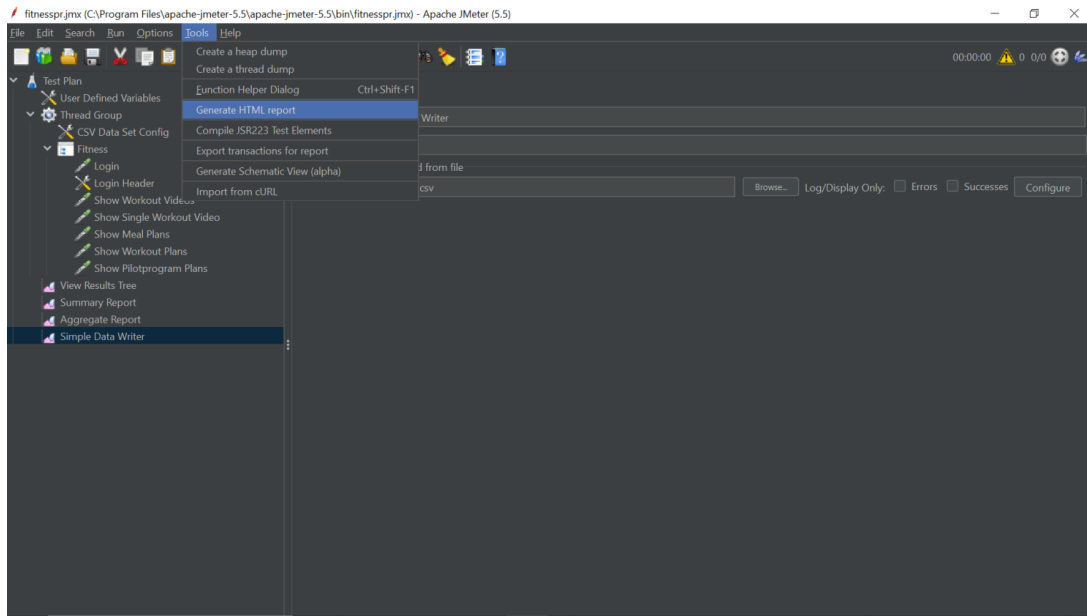 fitnesspr.jmx (C:\Program Files\apache-jmeter-5.5\apache-jmeter-5.5\bin\fitnesspr.jmx) - Apache JMeter (5.5)
File Edit Search Run Options Tools Help
00:00:00 0 0/0
Create a heap dump
Create a thread dump
Function Helper Dialog Ctrl+Shift-F1
Generate HTML report
Compile JSR223 Test Elements
Export transactions for report
Generate Schematic View (alpha)
Import from cURL
Test Plan
User Defined Variables
Thread Group
CSV Data Set Config
Fitness
Login
Login Header
Show Workout Videos
Show Single Workout Video
Show Meal Plans
Show Workout Plans
Show Pilotprogram Plans
View Results Tree
Summary Report
Aggregate Report
Simple Data Writer
Writer
from file
csv Browse... Log/Display Only: Errors Successes Configure